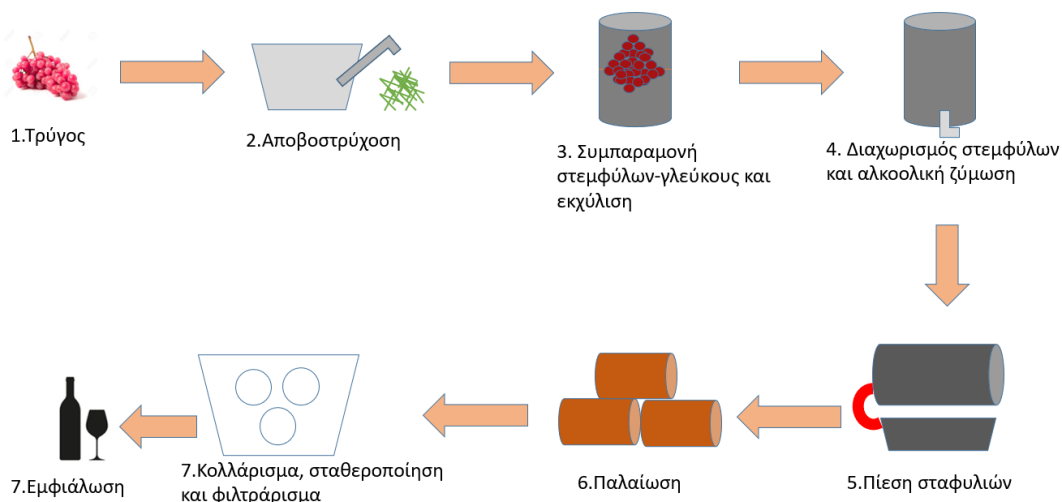 1.Τρύγος
2.Αποβοστρύχοση
3. Συμπαραμονή
στεμφύλων-γλεύκους και
εκχύλιση
4. Διαχωρισμός στεμφύλων
και αλκοολική ζύμωση
5.Πίεση σταφυλιών
6.Παλαίωση
7.Κολλάρισμα, σταθεροποίηση
και φιλτράρισμα
7.Εμφιάλωση